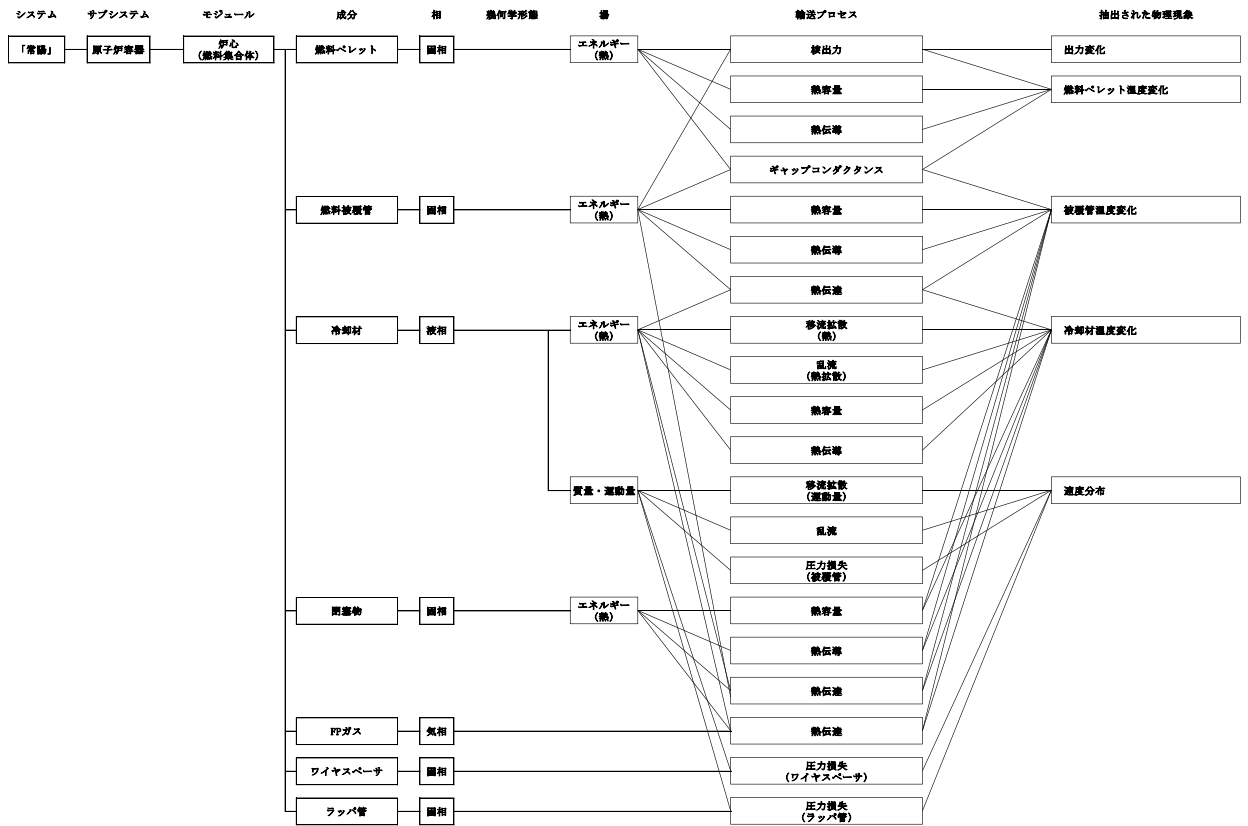 システム サブシステム モジュール 成分 相 幾何学形態 場 輸送プロセス 抽出された物理現象
「常陽」 原子炉容器 炉心
(燃料集合体)
燃料ペレット 固相 エネルギー
(熱)
核出力 出力変化
熱容量 燃料ペレット温度変化
熱伝導
ギャップコンダクタンス
燃料被覆管 固相 エネルギー
(熱)
熱容量 被覆管温度変化
熱伝導
熱伝達
冷却材 液相 エネルギー
(熱)
移流拡散
(熱)
冷却材温度変化
乱流
(熱拡散)
熱容量
熱伝導
質量・運動量 移流拡散
(運動量)
速度分布
乱流
圧力損失
(被覆管)
閉塞物 固相 エネルギー
(熱)
熱容量
熱伝導
熱伝達
FPガス 気相 熱伝達
ワイヤスペーサ 固相 圧力損失
(ワイヤスペーサ)
ラッパ管 固相 圧力損失
(ラッパ管)